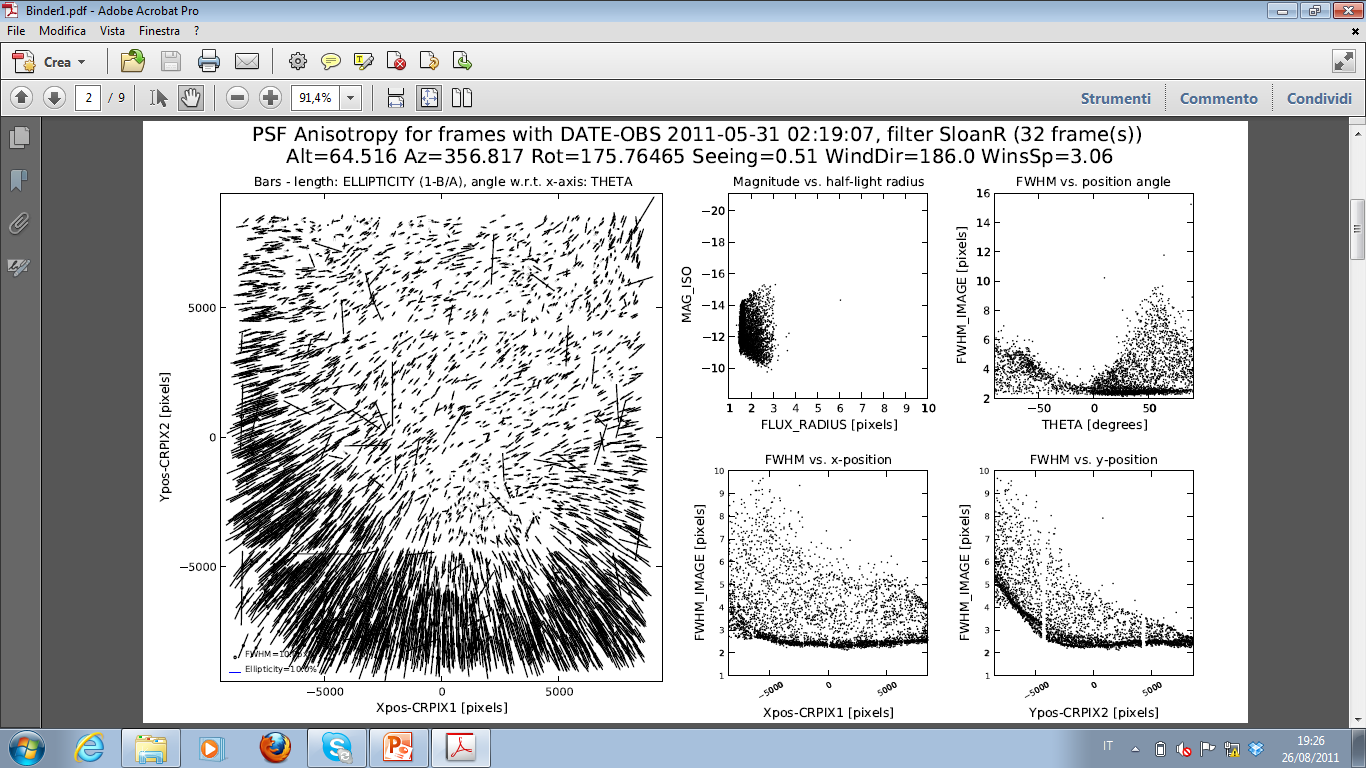 Binder1.pdf - Adobe Acrobat Pro
File Modifica Vista Finestra ?
Crea
2 / 9
91,4%
Strumenti Commento Condividi
PSF Anisotropy for frames with DATE-OBS 2011-05-31 02:19:07, filter SloanR (32 frame(s))
Alt=64.516 Az=356.817 Rot=175.76465 Seeing=0.51 WindDir=186.0 WinsSp=3.06
Bars - length: ELLIPTICITY (1-B/A), angle w.r.t. x-axis: THETA
5000
0
−5000
Ypos-CRPIX2 [pixels]
Ellipticity=10.0%
−5000 0 5000
Xpos-CRPIX1 [pixels]
Magnitude vs. half-light radius
−20
−18
−16
−14
−12
−10
MAG_ISO
1 2 3 4 5 6 7 8 9 10
FLUX_RADIUS [pixels]
FWHM vs. position angle
16
14
12
10
8
6
4
2
FWHM_IMAGE [pixels]
−50 0 50
THETA [degrees]
FWHM vs. x-position
10
9
8
7
6
5
4
3
2
1
FWHM_IMAGE [pixels]
−5000 0 5000
Xpos-CRPIX1 [pixels]
FWHM vs. y-position
10
9
8
7
6
5
4
3
2
1
FWHM_IMAGE [pixels]
−5000 0 5000
Ypos-CRPIX2 [pixels]
IT
19:26
26/08/2011